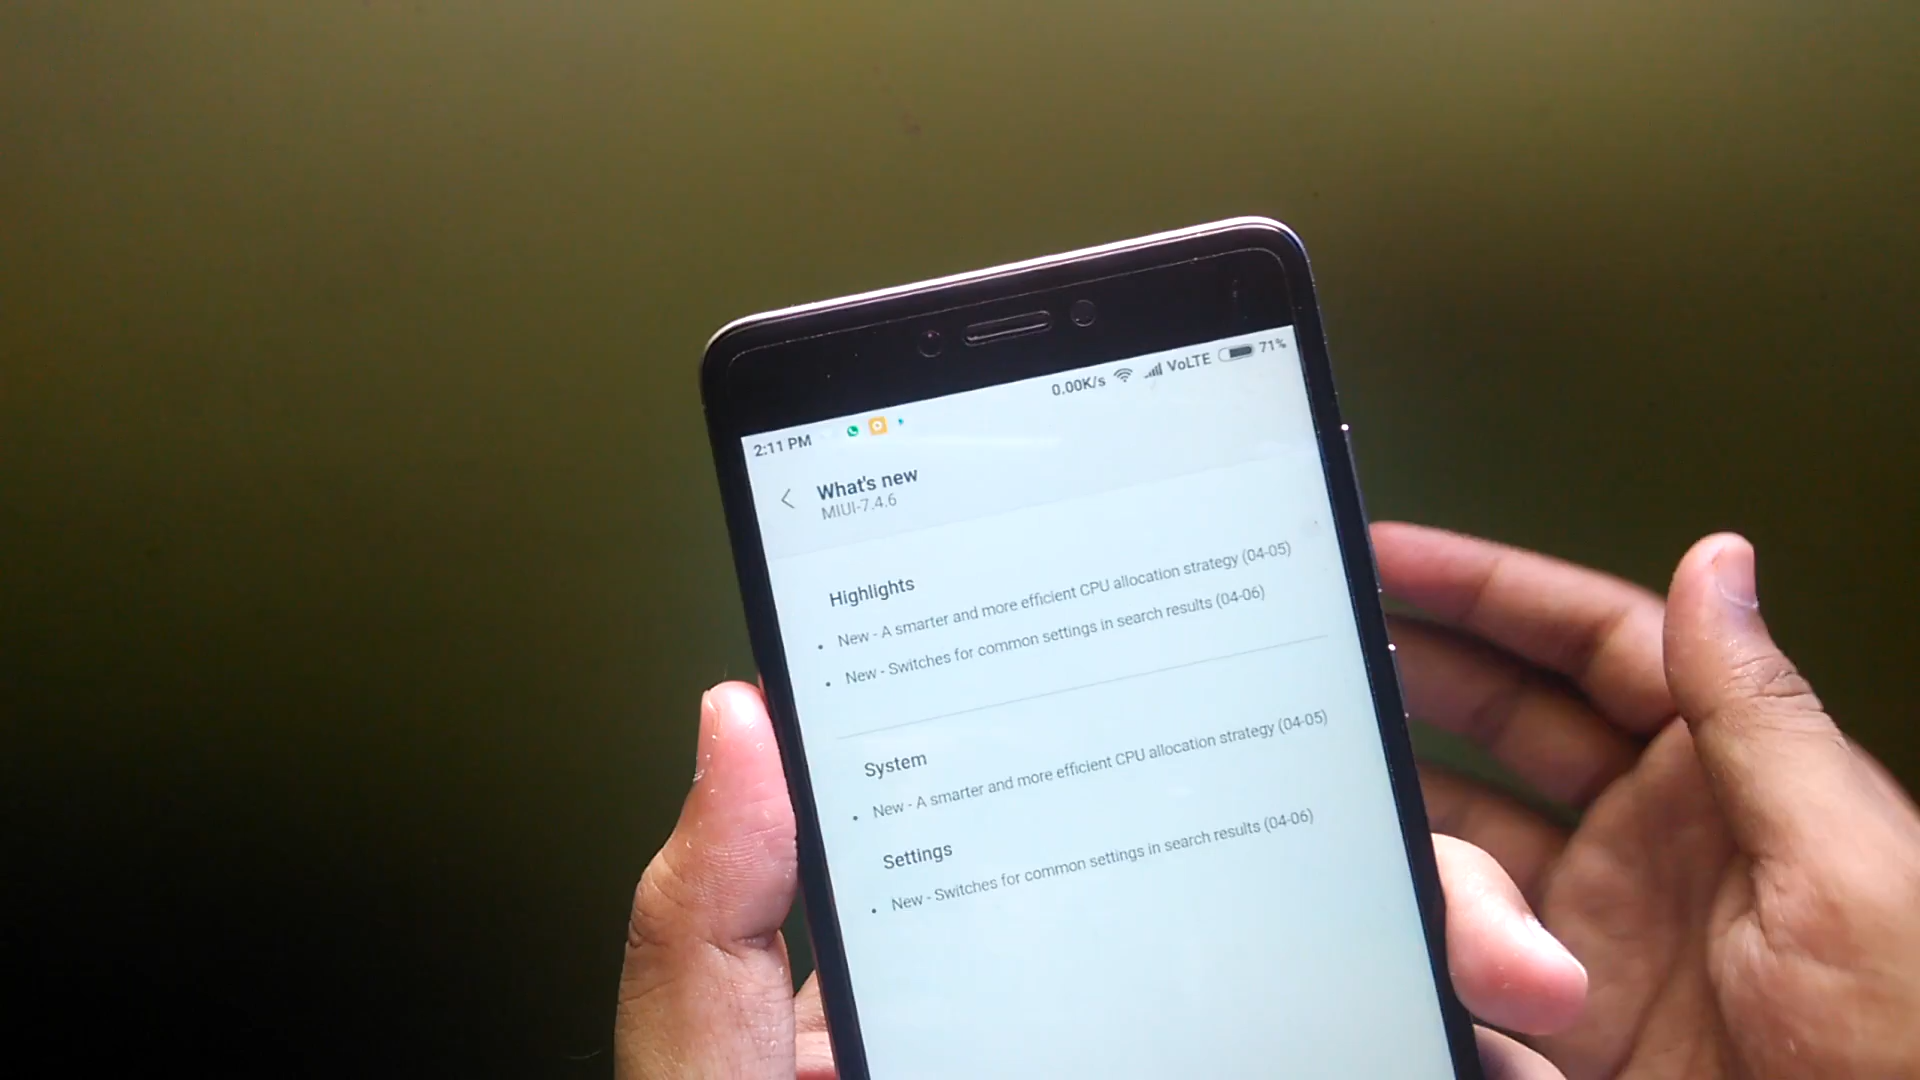 0.00K/s VoLTE 71%
2:11 PM
What's new
MIUI-7.4.6
Highlights
• New - A smarter and more efficient CPU allocation strategy (04-05)
• New - Switches for common settings in search results (04-06)
System
• New - A smarter and more efficient CPU allocation strategy (04-05)
Settings
• New - Switches for common settings in search results (04-06)